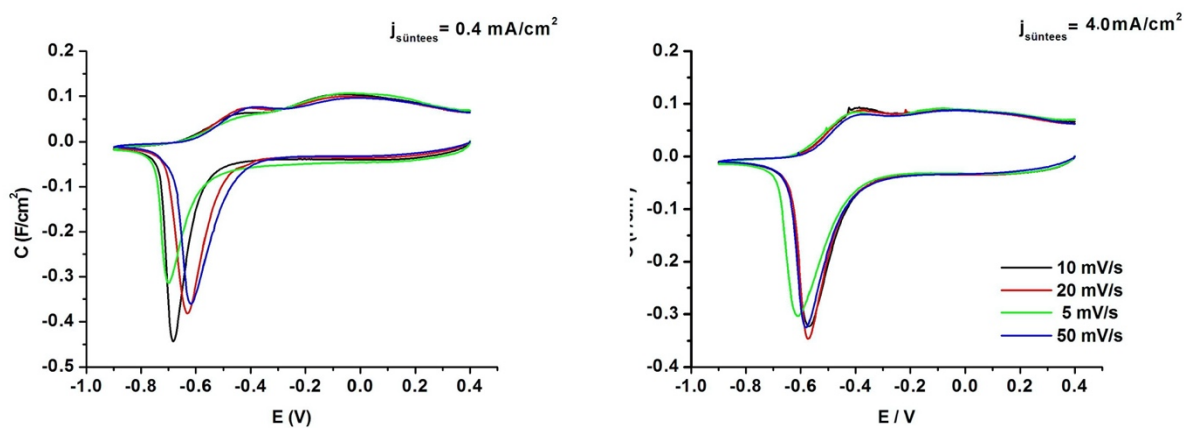 j_süntees = 0.4 mA/cm²
C (F/cm²)
0.2
0.1
0.0
-0.1
-0.2
-0.3
-0.4
-0.5
-1.0 -0.8 -0.6 -0.4 -0.2 0.0 0.2 0.4
E (V)
j_süntees = 4.0mA/cm²
0.2
0.1
0.0
-0.1
-0.2
-0.3
-0.4
-1.0 -0.8 -0.6 -0.4 -0.2 0.0 0.2 0.4
E / V
10 mV/s
20 mV/s
5 mV/s
50 mV/s